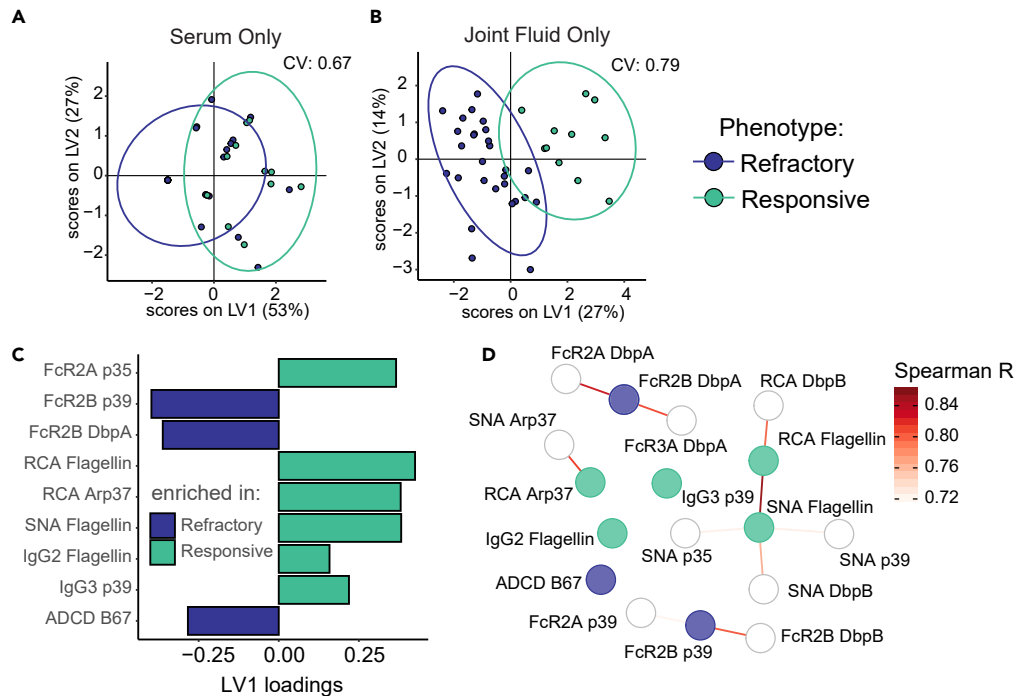 A
Serum Only
CV: 0.67
scores on LV2 (27%)
2
1
0
−1
−2
−2
0
2
scores on LV1 (53%)
B
Joint Fluid Only
CV: 0.79
scores on LV2 (14%)
2
1
0
−1
−2
−3
−2
0
2
4
scores on LV1 (27%)
Phenotype:
Refractory
Responsive
C
FcR2A p35
FcR2B p39
FcR2B DbpA
RCA Flagellin
RCA Arp37
SNA Flagellin
IgG2 Flagellin
IgG3 p39
ADCD B67
enriched in:
Refractory
Responsive
−0.25
0.00
0.25
LV1 loadings
D
FcR2A DbpA
FcR2B DbpA
RCA DbpB
SNA Arp37
FcR3A DbpA
RCA Flagellin
RCA Arp37
IgG3 p39
SNA Flagellin
IgG2 Flagellin
SNA p35
SNA p39
ADCD B67
SNA DbpB
FcR2A p39
FcR2B p39
FcR2B DbpB
Spearman R
0.84
0.80
0.76
0.72